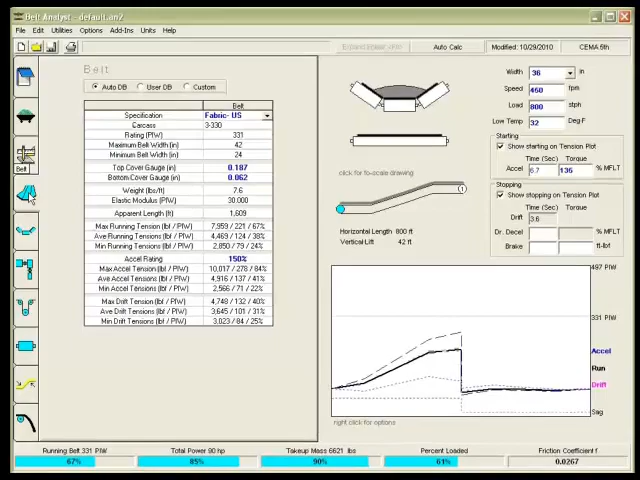 Belt Analyst - default.an2
File Edit Options Add-Ins Units Help
Expand Screw <F10> Auto Calc Modified: 10/29/2010 CEMA 5th
Belt
Auto DB User DB Custom
Belt
Specification Fabric- US
Carcass 3-330
Rating (PIW) 331
Maximum Belt Width (in) 42
Minimum Belt Width (in) 24
Top Cover Gauge (in) 0.187
Bottom Cover Gauge (in) 0.062
Weight (lbs/ft) 7.6
Elastic Modulus (PIW) 30,000
Apparent Length (ft) 1,609
Max Running Tension (lbf / PIW) 7,959 / 221 / 67%
Ave Running Tensions (lbf / PIW) 4,469 / 124 / 38%
Min Running Tensions (lbf / PIW) 2,850 / 79 / 24%
Accel Rating 150%
Max Accel Tension (lbf / PIW) 10,017 / 278 / 84%
Ave Accel Tensions (lbf / PIW) 4,916 / 137 / 41%
Min Accel Tensions (lbf / PIW) 2,566 / 71 / 22%
Max Drift Tension (lbf / PIW) 4,748 / 132 / 40%
Ave Drift Tensions (lbf / PIW) 3,645 / 101 / 31%
Min Drift Tensions (lbf / PIW) 3,023 / 84 / 25%
Belt
click for to-scale drawing
1
Horizontal Length 800 ft
Vertical Lift 42 ft
Width 36 in
Speed 450 fpm
Load 800 stph
Low Temp 32 Deg F
Starting
Show starting on Tension Plot
Time (Sec) Torque
Accel 6.7 136 % MFLT
Stopping
Show stopping on Tension Plot
Time (Sec) Torque
Drift 3.6
Dr. Decel % MFLT
Brake ft-lbf
497 PIW
331 PIW
Accel
Run
Drift
Sag
right click for options
Running Belt 331 PIW Total Power 90 hp Takeup Mass 6621 lbs Percent Loaded Friction Coefficient f
67% 85% 90% 61% 0.0267